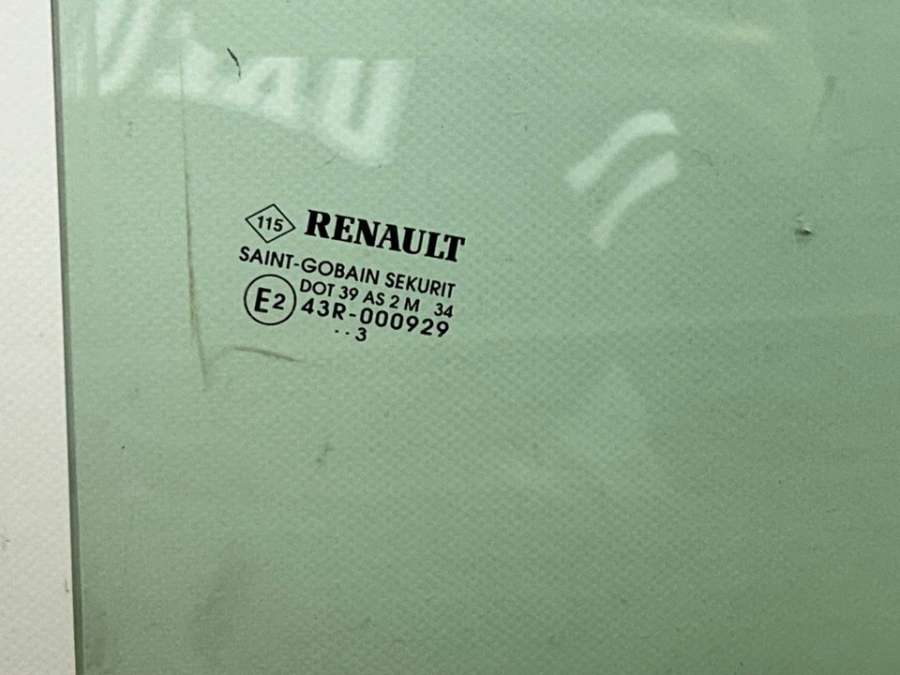 115 RENAULT
SAINT-GOBAIN SEKURIT
DOT 39 AS 2 M 34
E2 43R-000929
··3